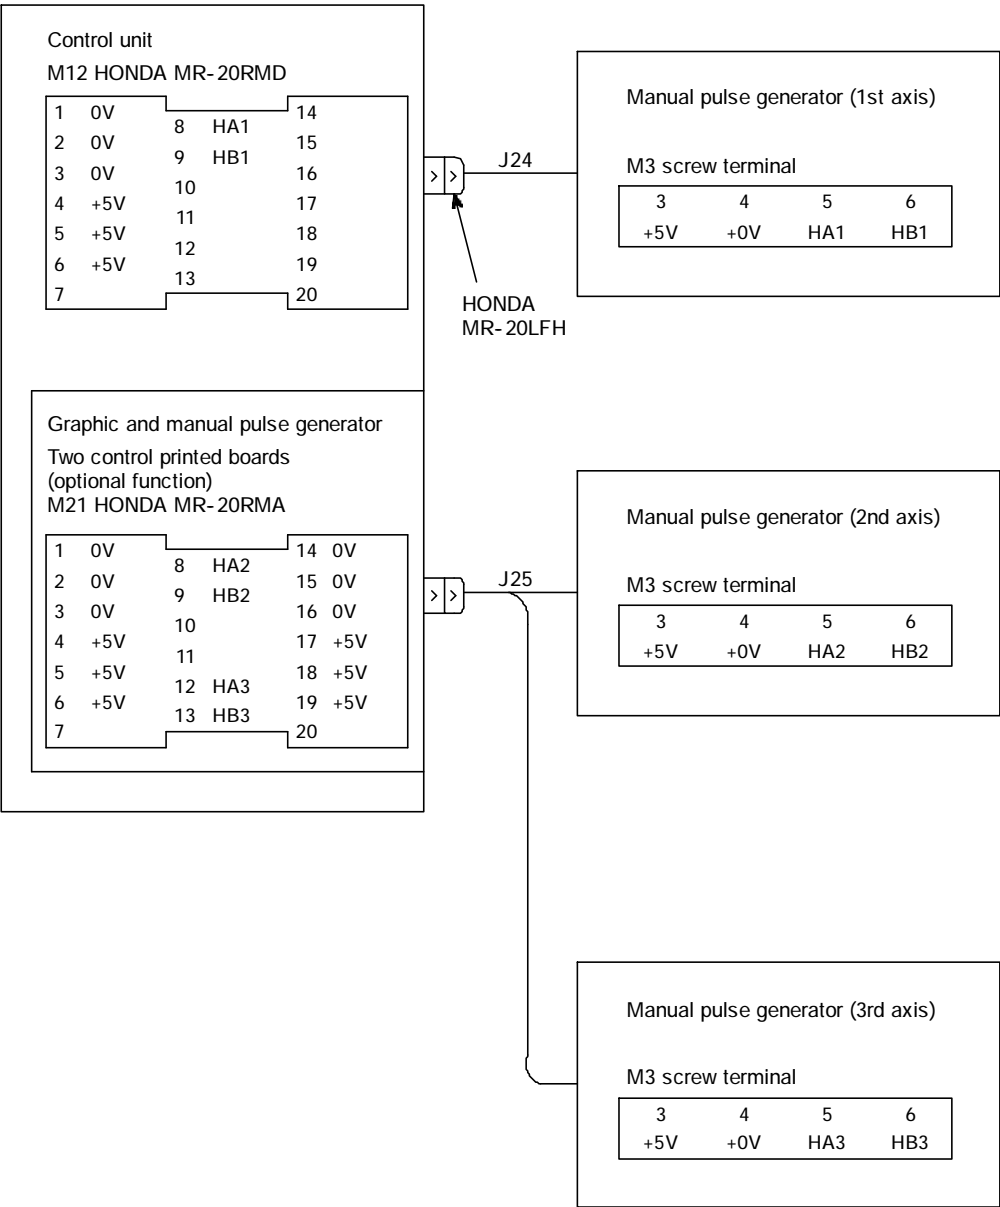 Control unit
M12 HONDA MR-20RMD
1 0V 14
8 HA1
2 0V 15
9 HB1
3 0V 16
10
4 +5V 17
11
5 +5V 18
12
6 +5V 19
13
7 20
J24
HONDA
MR-20LFH
Manual pulse generator (1st axis)
M3 screw terminal
3 4 5 6
+5V +0V HA1 HB1
Graphic and manual pulse generator
Two control printed boards
(optional function)
M21 HONDA MR-20RMA
1 0V 14 0V
8 HA2
2 0V 15 0V
9 HB2
3 0V 16 0V
10
4 +5V 17 +5V
11
5 +5V 18 +5V
12 HA3
6 +5V 19 +5V
13 HB3
7 20
J25
Manual pulse generator (2nd axis)
M3 screw terminal
3 4 5 6
+5V +0V HA2 HB2
Manual pulse generator (3rd axis)
M3 screw terminal
3 4 5 6
+5V +0V HA3 HB3